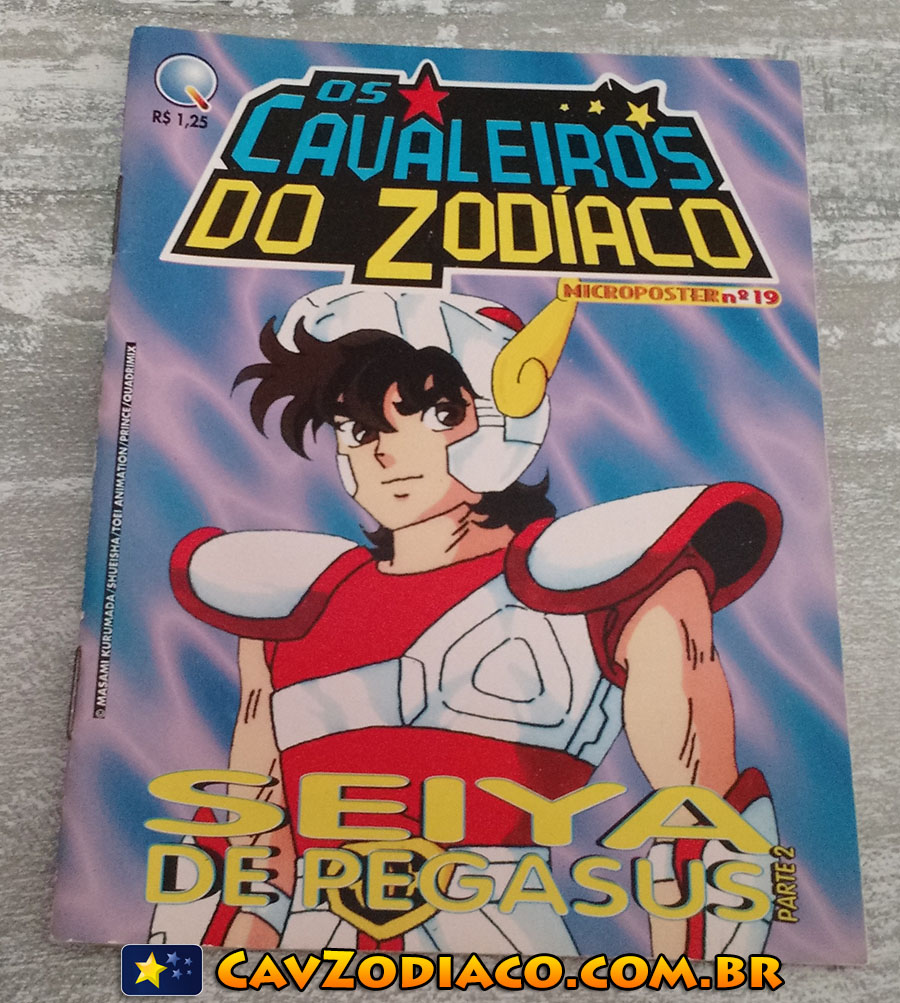 R$ 1,25
OS
CAVALEIROS
DO ZODÍACO
MICROPOSTER nº 19
© MASAMI KURUMADA/SHUEISHA/TOEI ANIMATION/PRINCE/QUADRIMIX
SEIYA
DE PEGASUS
PARTE 2
CAVZODIACO.COM.BR